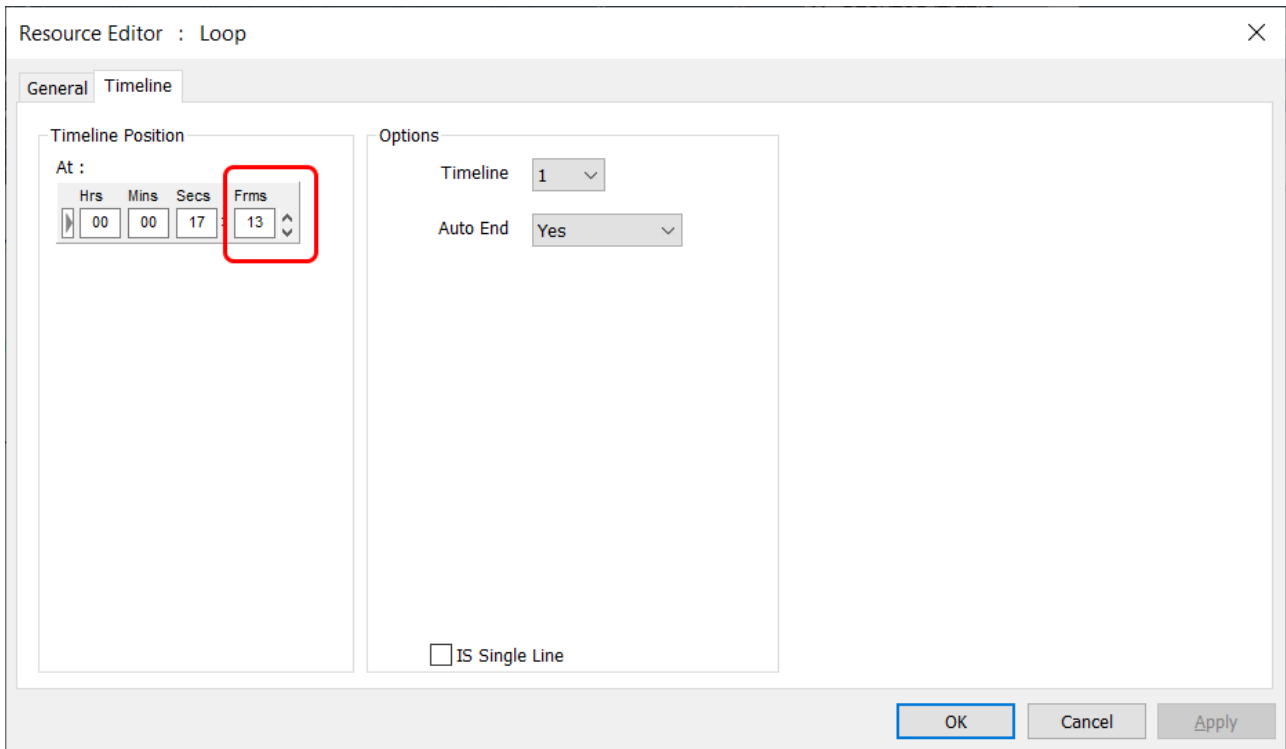 Resource Editor : Loop
General Timeline
Timeline Position
At :
Hrs Mins Secs Frms
00 00 17 : 13
Options
Timeline 1
Auto End Yes
IS Single Line
OK Cancel Apply